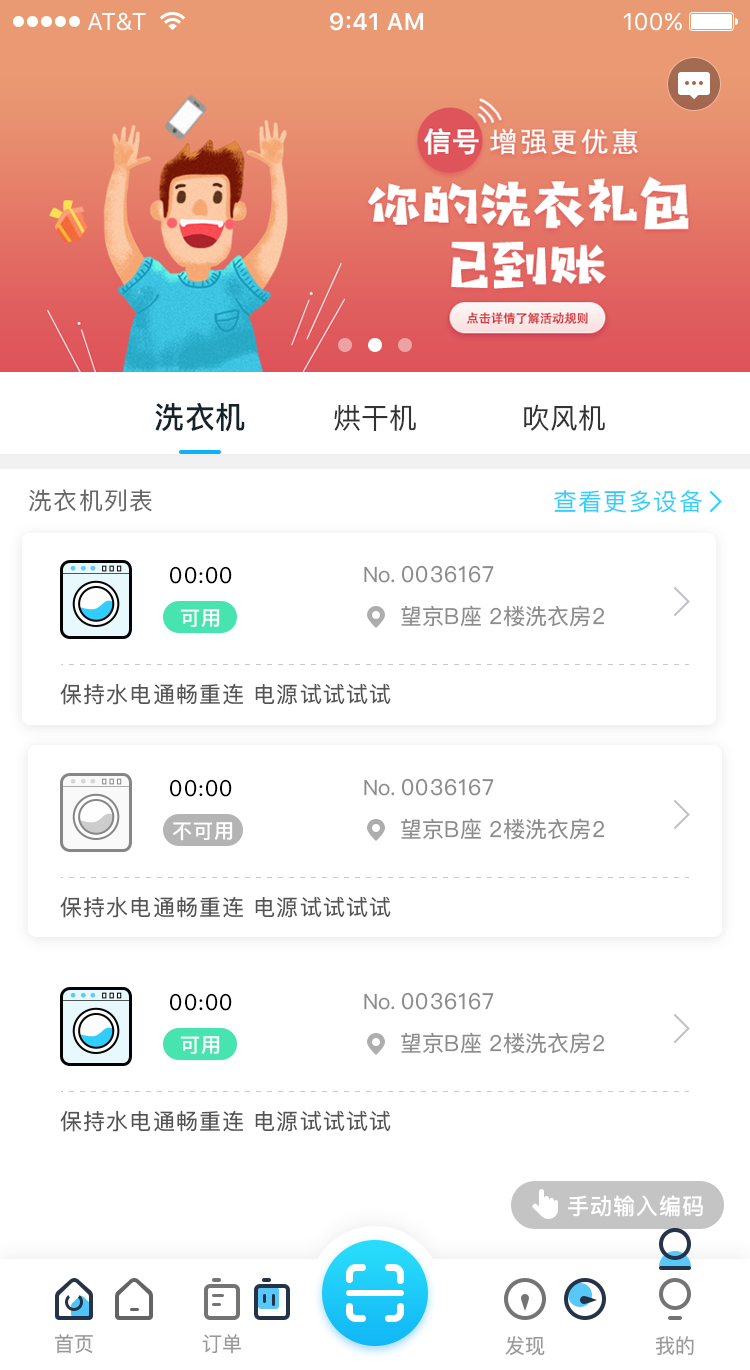 AT&T 9:41 AM 100%
信号 增强更优惠
你的洗衣礼包
已到账
点击详情了解活动规则
洗衣机 烘干机 吹风机
洗衣机列表 查看更多设备
00:00 No. 0036167
可用 望京B座 2楼洗衣房2
保持水电通畅重连 电源试试试试
00:00 No. 0036167
不可用 望京B座 2楼洗衣房2
保持水电通畅重连 电源试试试试
00:00 No. 0036167
可用 望京B座 2楼洗衣房2
保持水电通畅重连 电源试试试试
手动输入编码
首页 订单 发现 我的